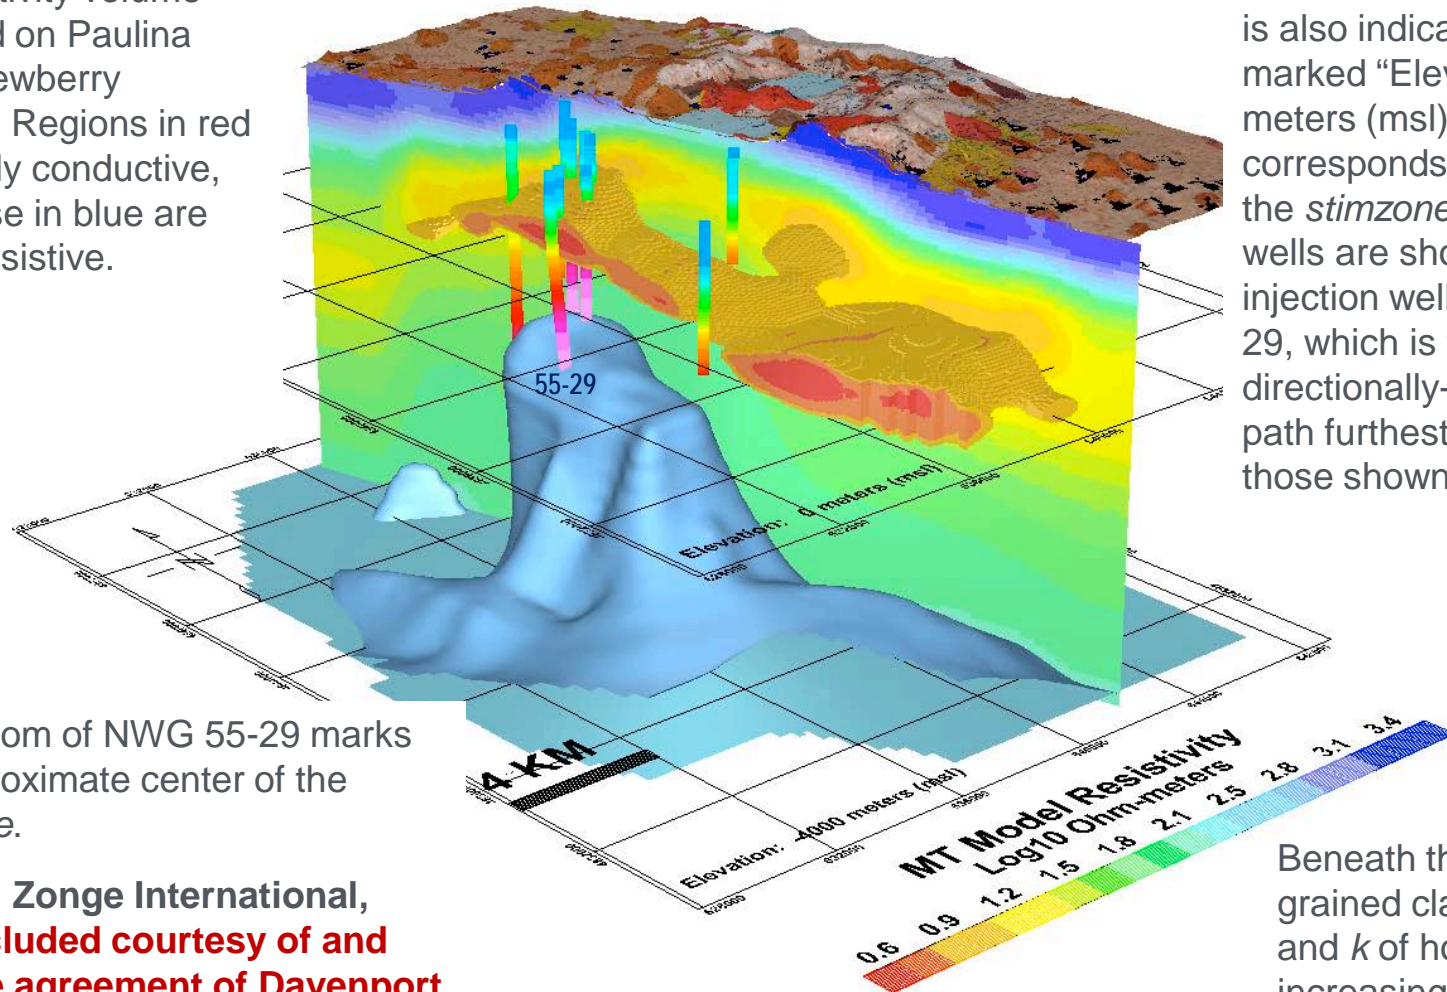 tivity volume
d on Paulina
ewberry
Regions in red
ly conductive,
se in blue are
sistive.
is also indica
marked “Elev
meters (msl)
corresponds
the stimzone
wells are sho
injection well
29, which is
directionally-
path furthest
those shown
55-29
Elevation: 0 meters (msl)
4 KM
Elevation: -4000 meters (msl)
MT Model Resistivity
Log10 Ohm-meters
0.6 0.9 1.2 1.5 1.8 2.1 2.5 2.8 3.1 3.4
om of NWG 55-29 marks
oximate center of the
e.
Zonge International,
cluded courtesy of and
e agreement of Davenport
Beneath th
grained cla
and k of ho
increasing